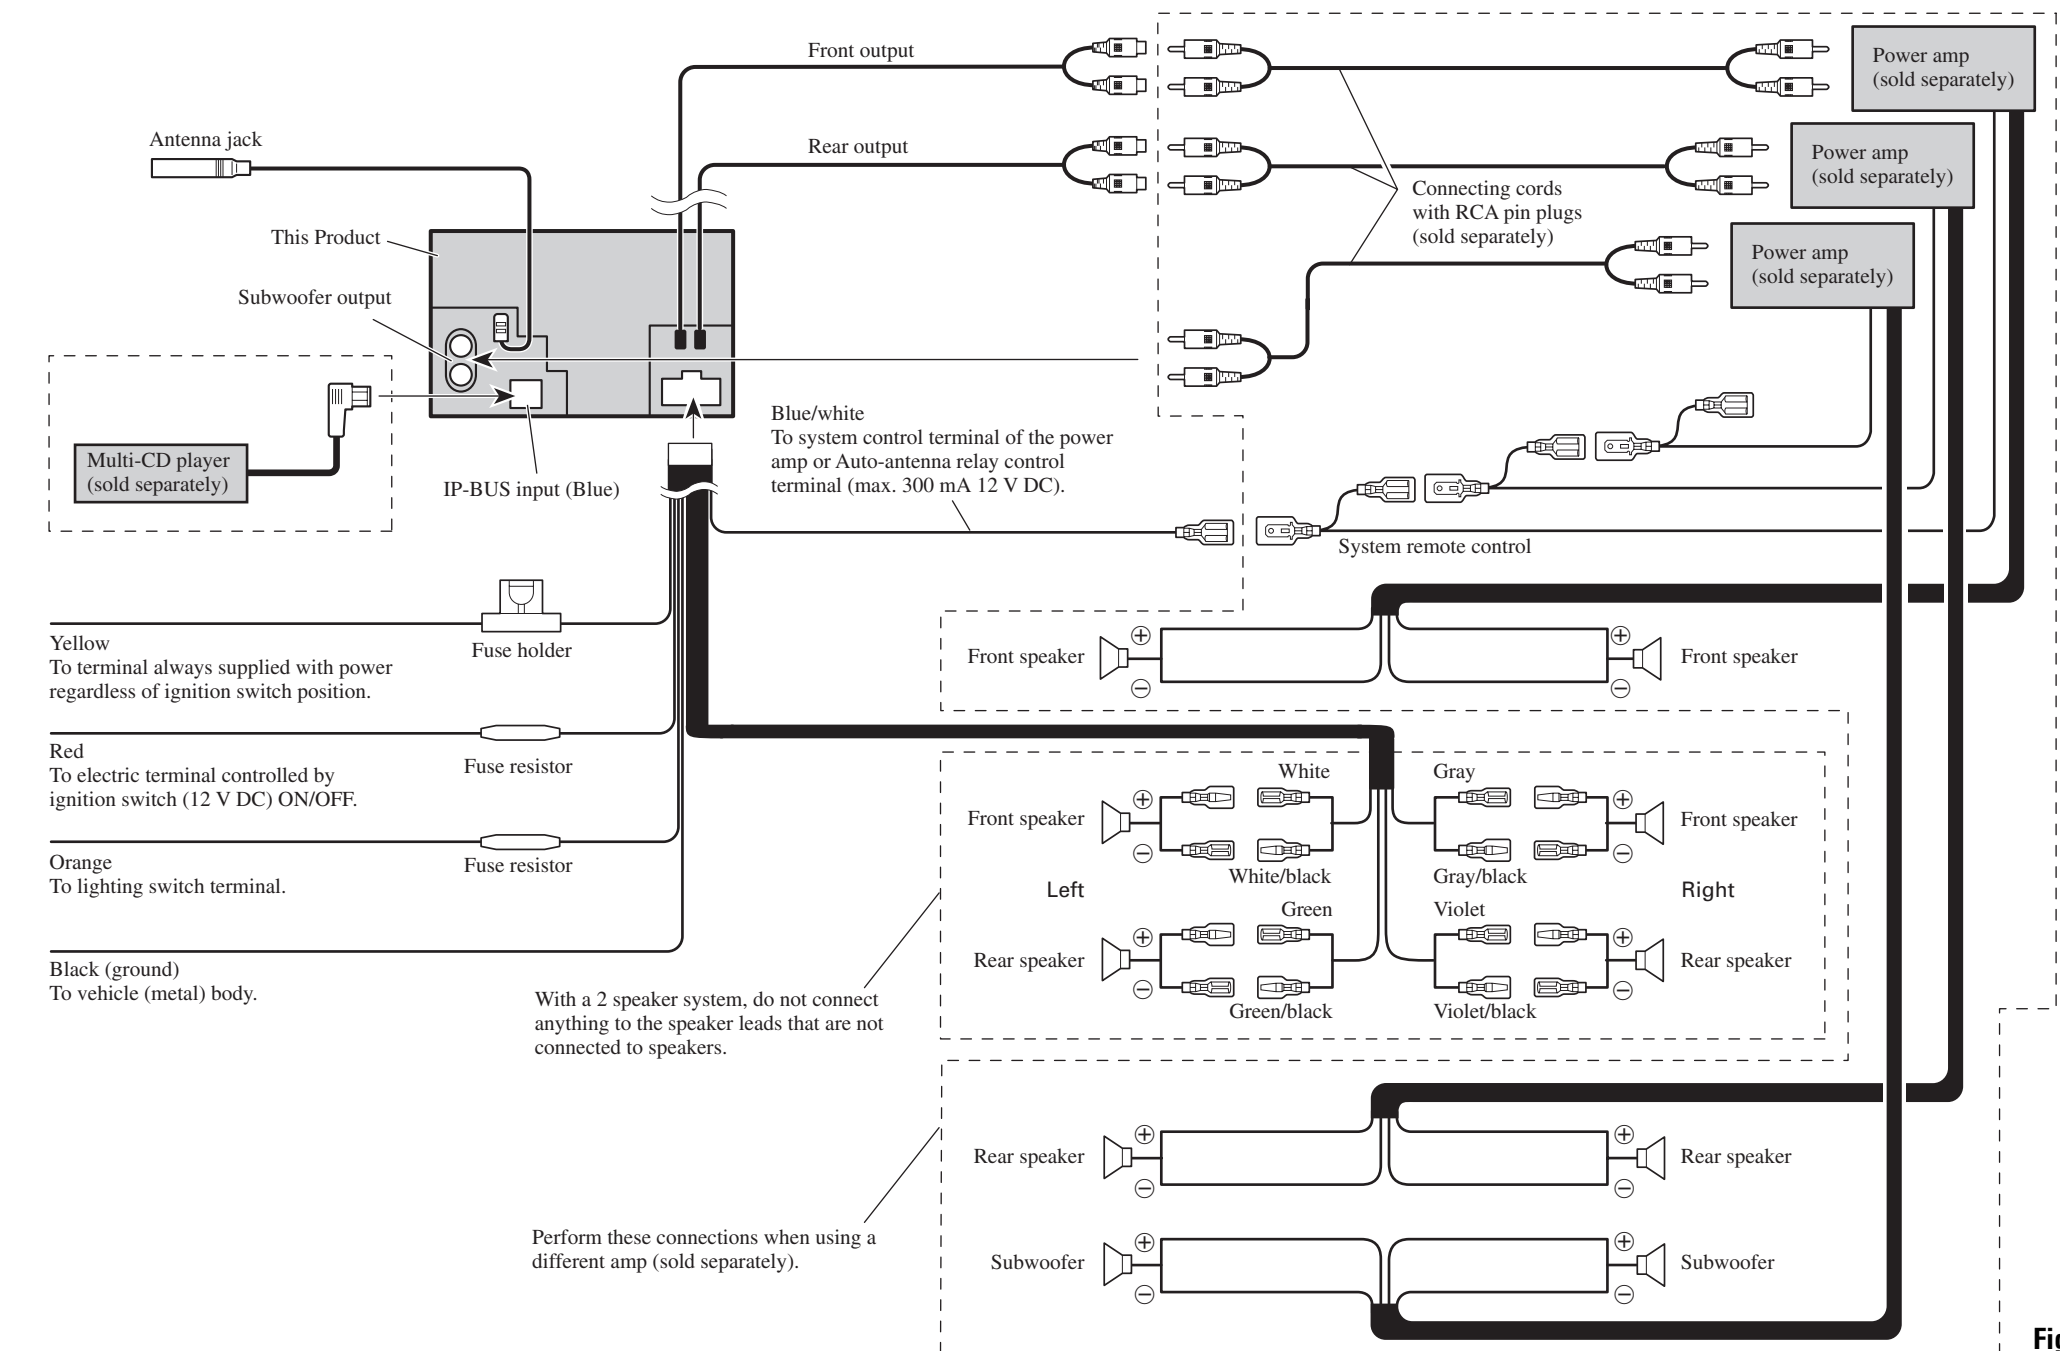 Front output
Power amp
(sold separately)
Antenna jack
Rear output
Power amp
(sold separately)
Connecting cords
with RCA pin plugs
(sold separately)
This Product
Power amp
(sold separately)
Subwoofer output
Blue/white
To system control terminal of the power
amp or Auto-antenna relay control
terminal (max. 300 mA 12 V DC).
Multi-CD player
(sold separately)
IP-BUS input (Blue)
System remote control
Yellow
To terminal always supplied with power
regardless of ignition switch position.
Fuse holder
Front speaker
+
−
+
−
Front speaker
Red
To electric terminal controlled by
ignition switch (12 V DC) ON/OFF.
Fuse resistor
White
Gray
Front speaker
+
−
+
−
Front speaker
White/black
Gray/black
Orange
To lighting switch terminal.
Fuse resistor
Left
Right
Green
Violet
Rear speaker
+
−
+
−
Rear speaker
Green/black
Violet/black
Black (ground)
To vehicle (metal) body.
With a 2 speaker system, do not connect
anything to the speaker leads that are not
connected to speakers.
Rear speaker
+
−
+
−
Rear speaker
Perform these connections when using a
different amp (sold separately).
Subwoofer
+
−
+
−
Subwoofer